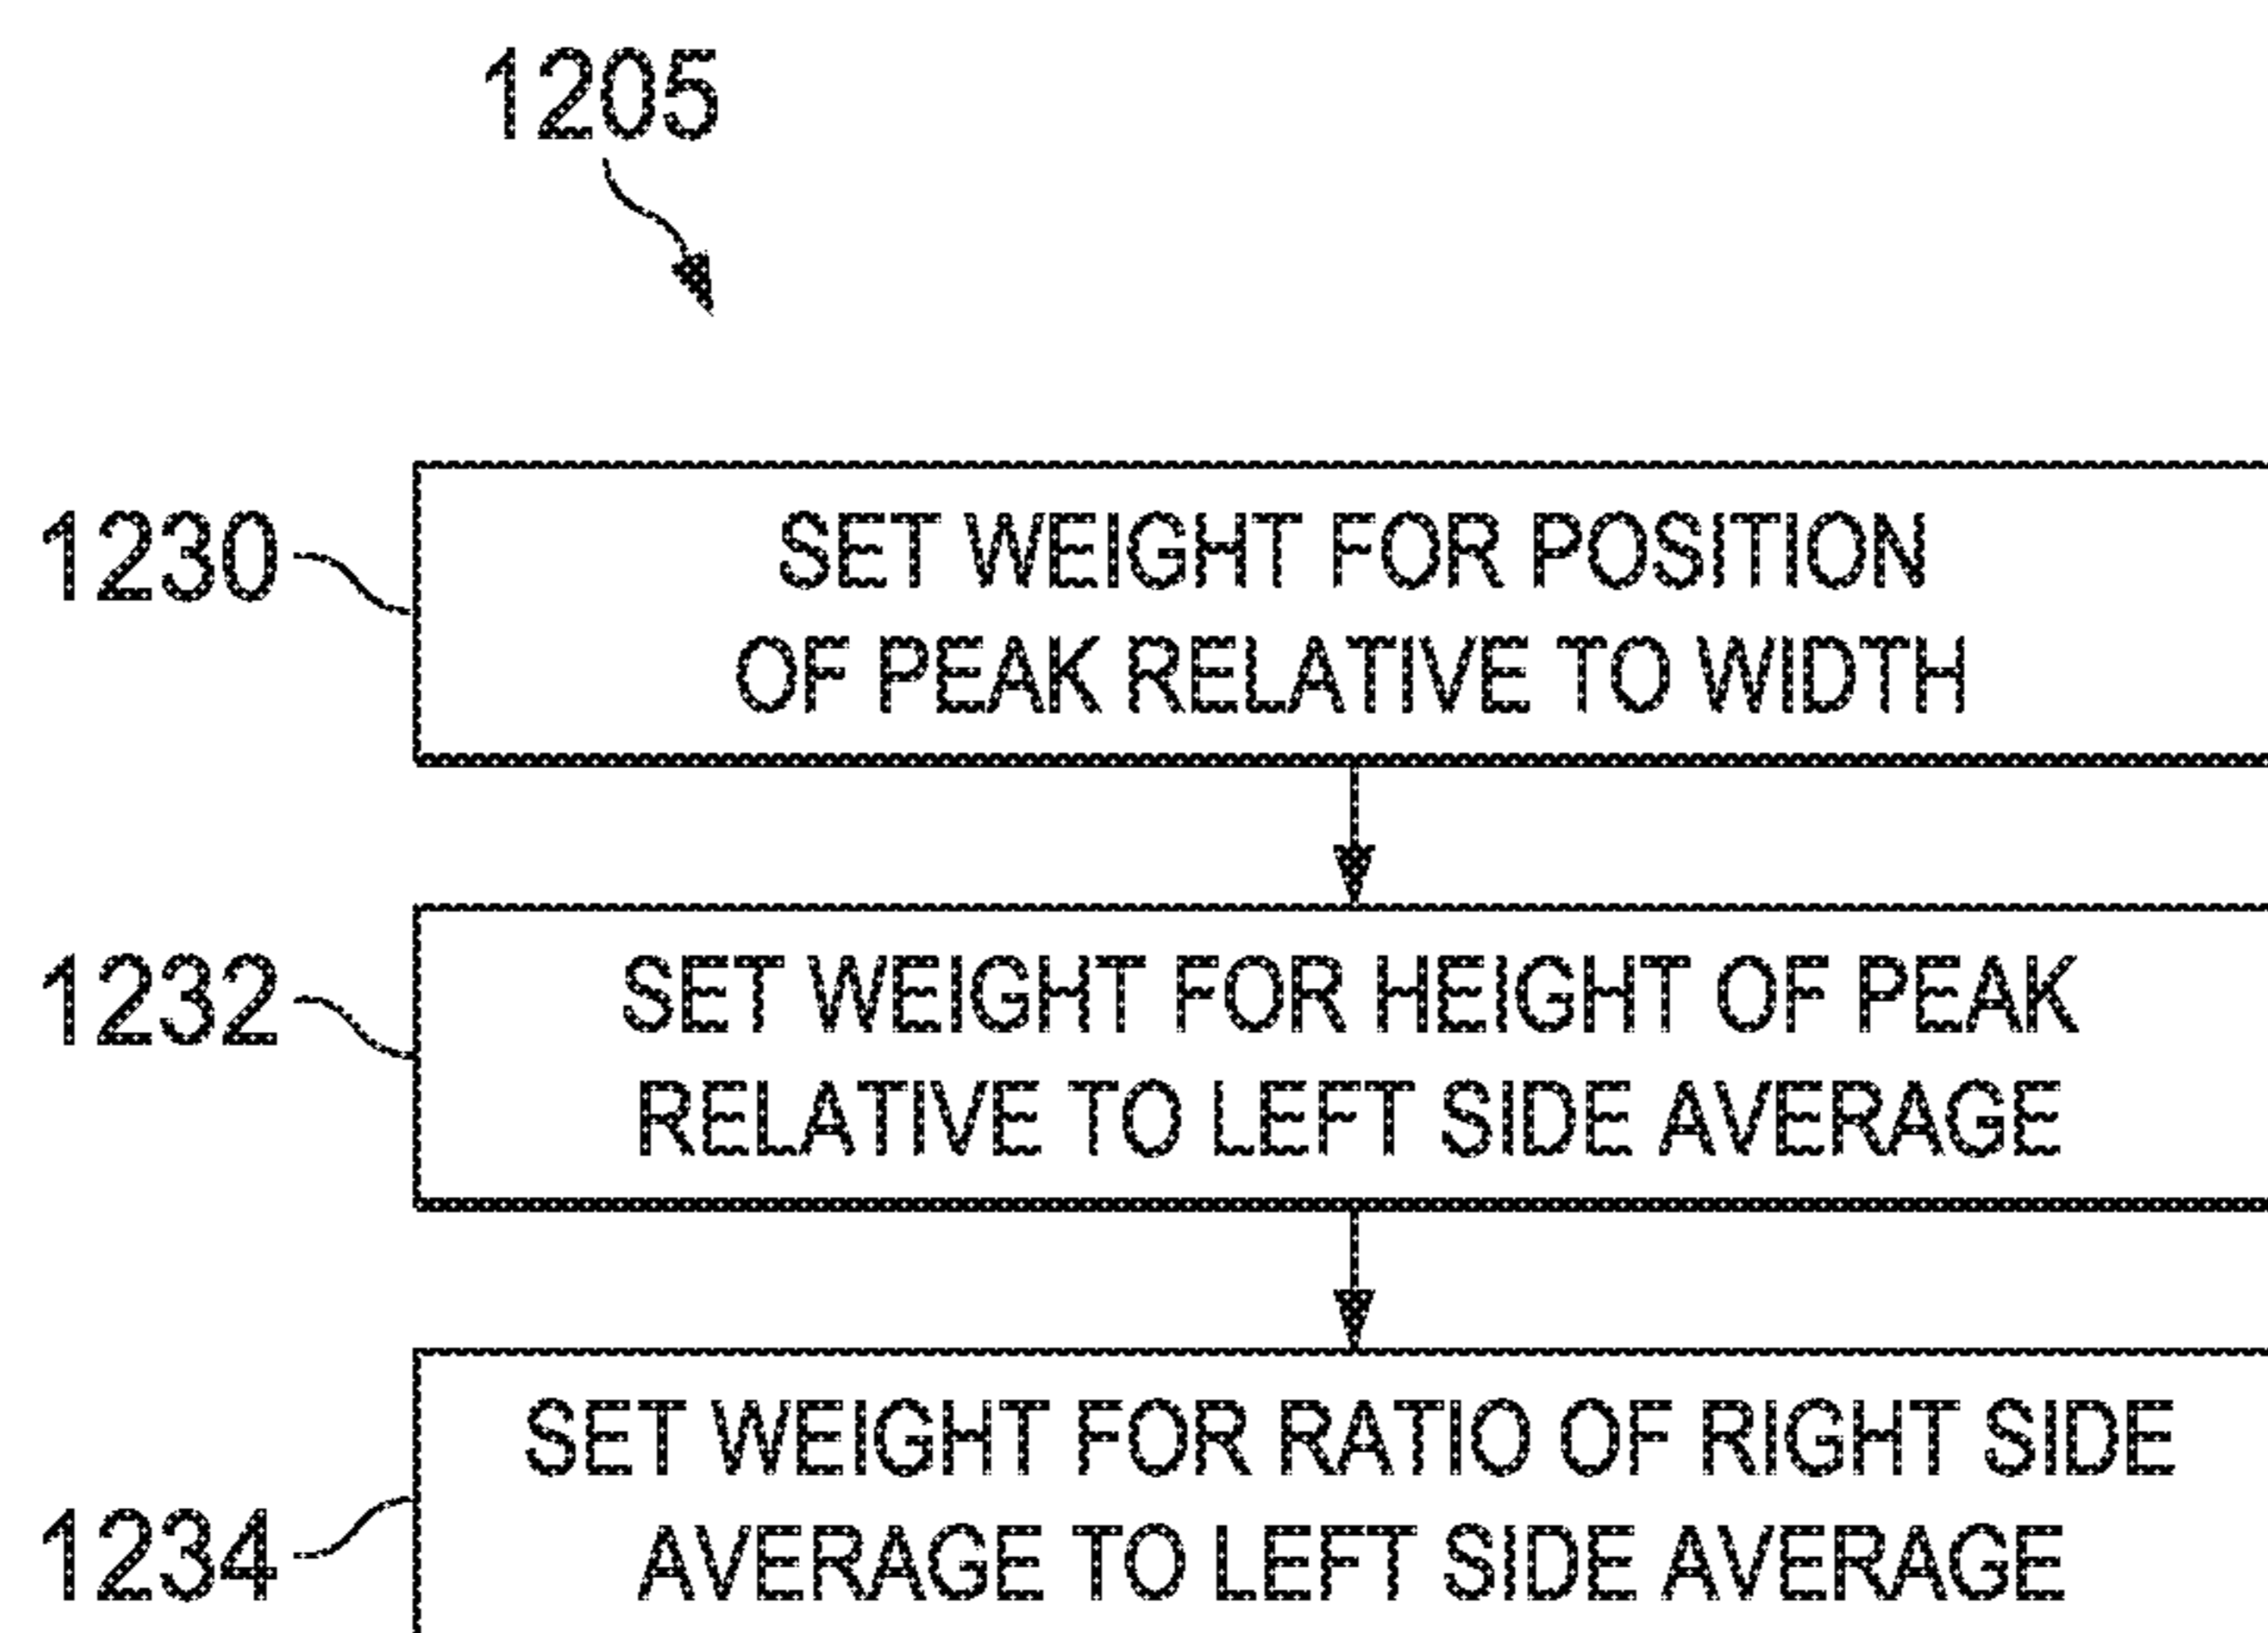 1205
1230
SET WEIGHT FOR POSITION
OF PEAK RELATIVE TO WIDTH
1232
SET WEIGHT FOR HEIGHT OF PEAK
RELATIVE TO LEFT SIDE AVERAGE
1234
SET WEIGHT FOR RATIO OF RIGHT SIDE
AVERAGE TO LEFT SIDE AVERAGE